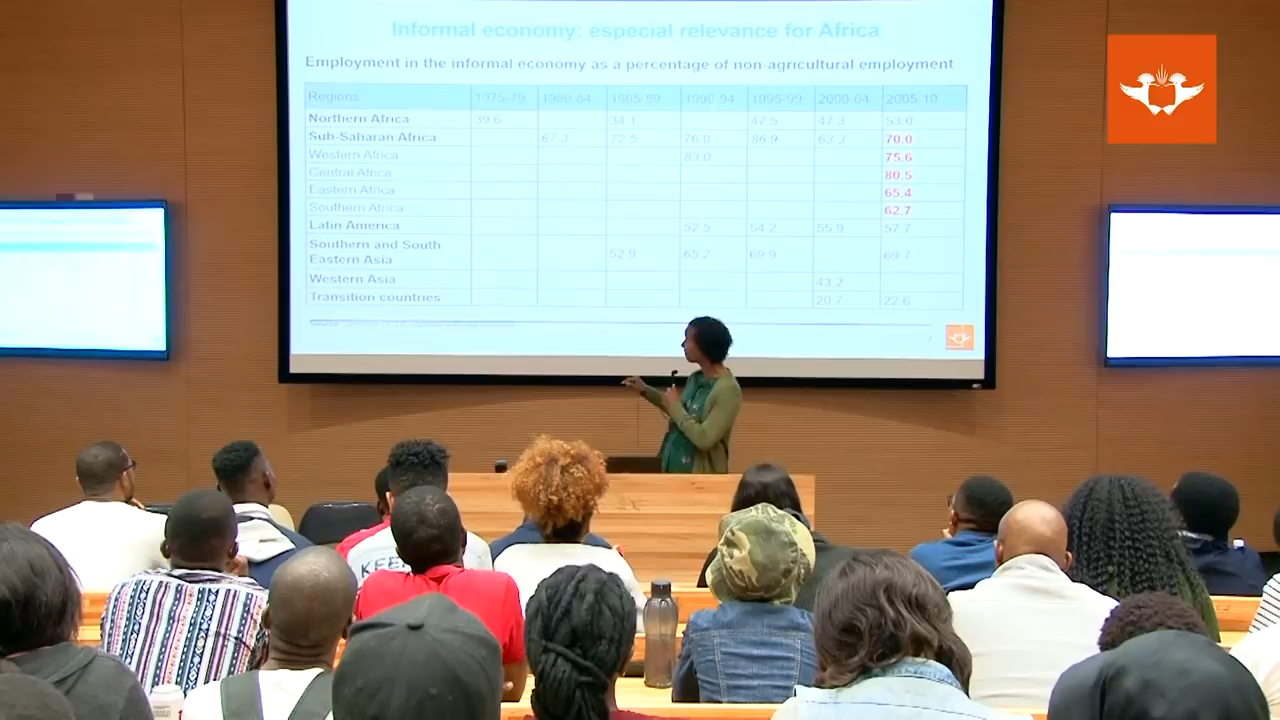 Informal economy: especial relevance for Africa
Employment in the informal economy as a percentage of non-agricultural employment
Regions 1975-79 1980-84 1985-89 1990-94 1995-99 2000-04 2005-10
Northern Africa 39.6 34.1 47.5 47.3 53.0
Sub-Saharan Africa 67.3 72.5 76.0 86.9 63.3 70.0
Western Africa 83.0 75.6
Central Africa 80.5
Eastern Africa 65.4
Southern Africa 62.7
Latin America 52.5 54.2 55.9 57.7
Southern and South
Eastern Asia 52.9 65.2 69.9 69.7
Western Asia 43.2
Transition countries 20.7 22.6
KEE